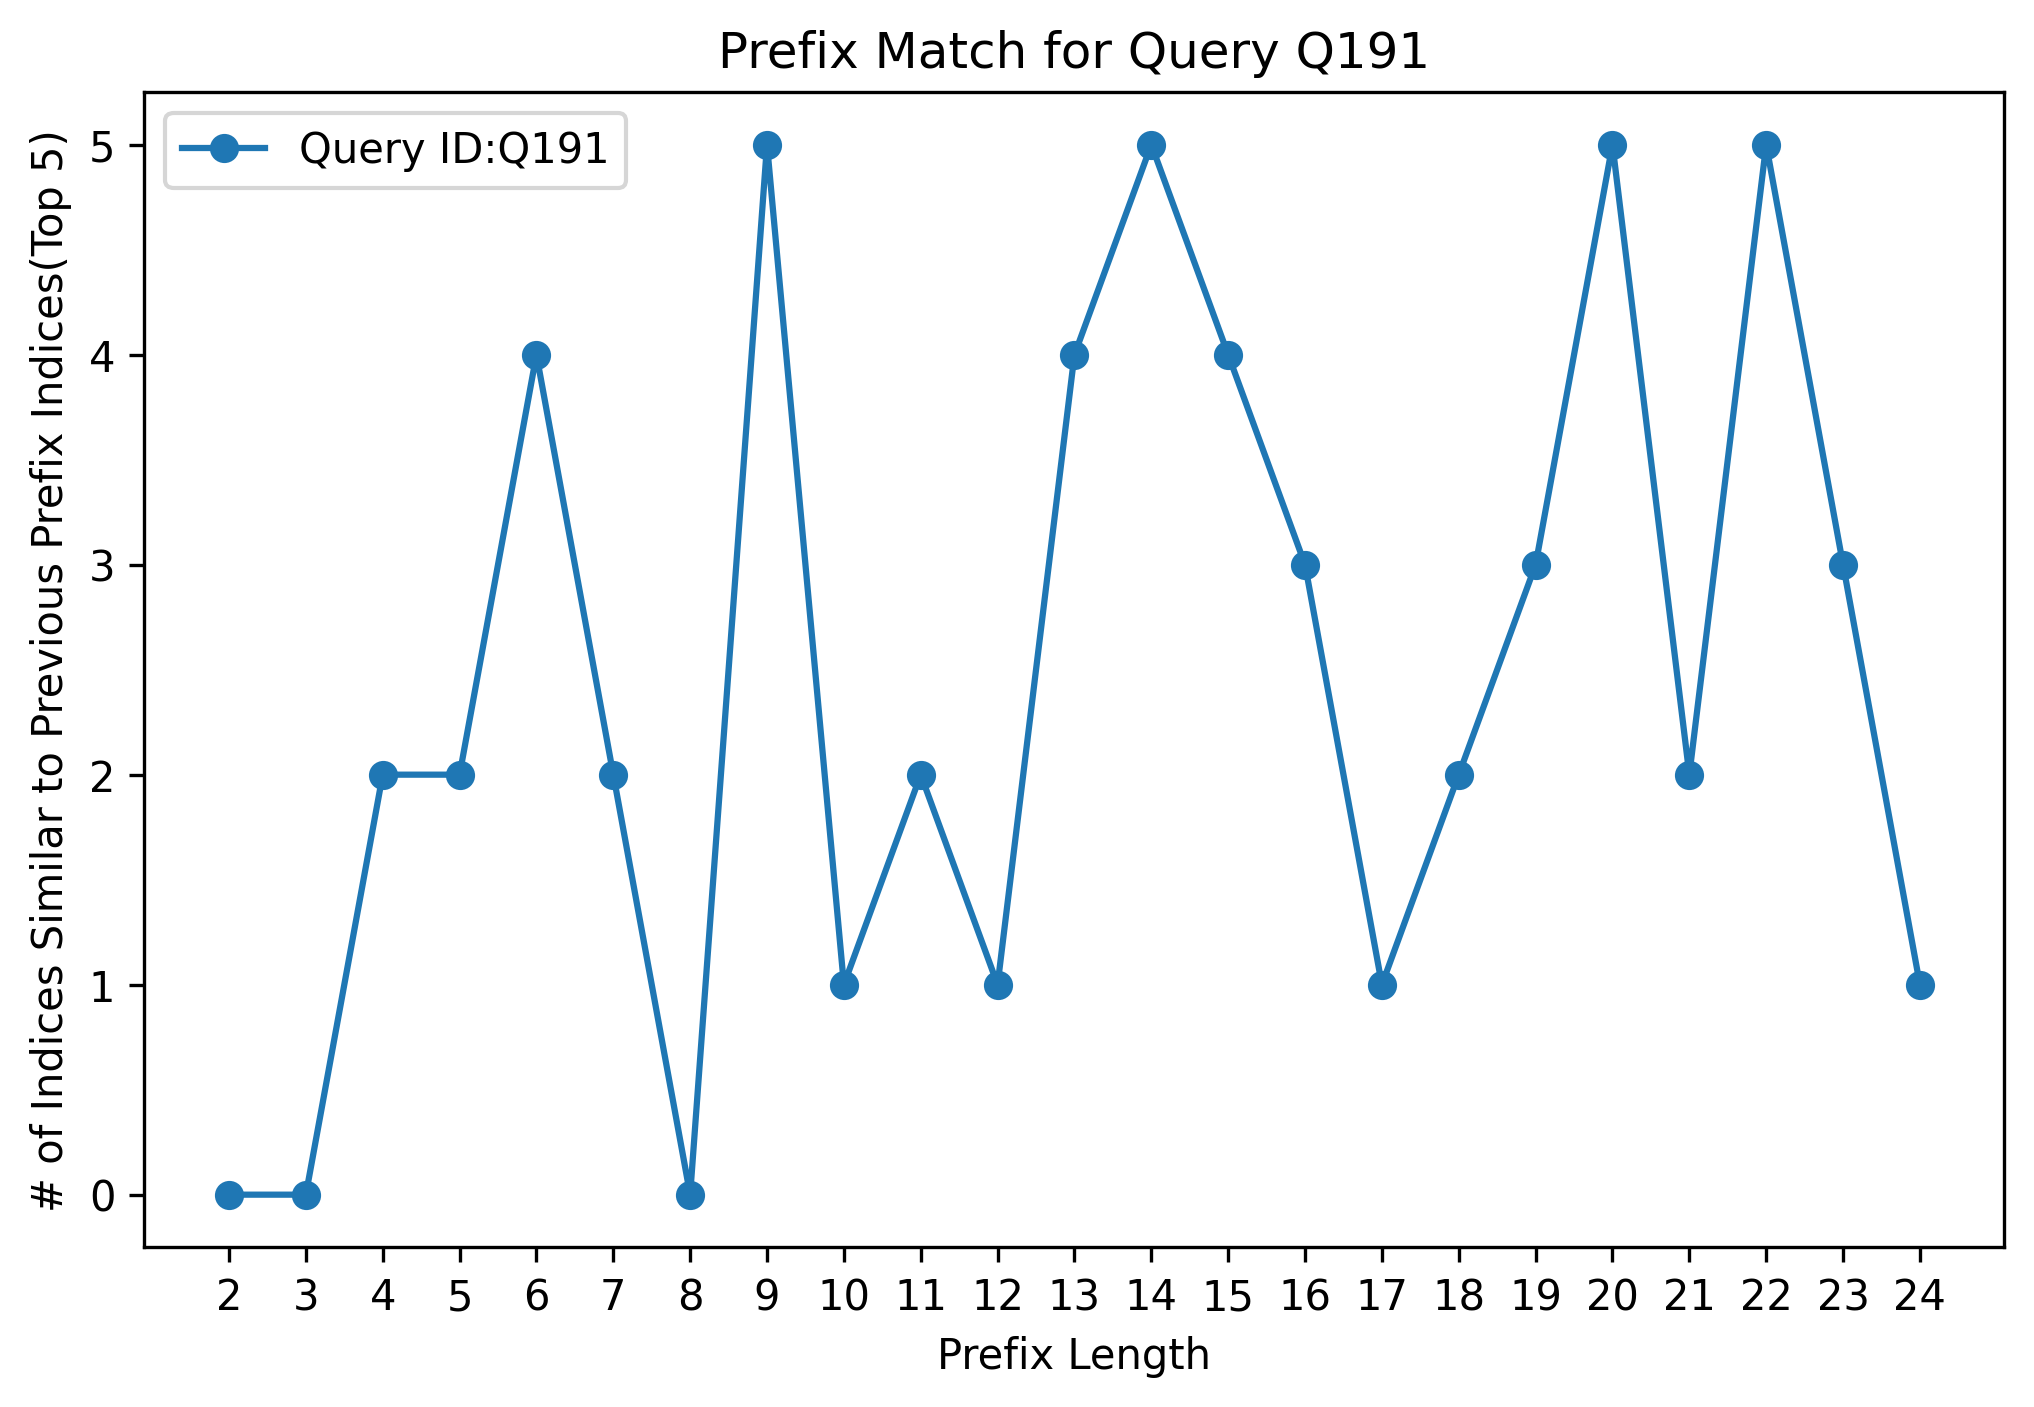 Prefix Match for Query Q191
Query ID:Q191
# of Indices Similar to Previous Prefix Indices(Top 5)
5
4
3
2
1
0
2 3 4 5 6 7 8 9 10 11 12 13 14 15 16 17 18 19 20 21 22 23 24
Prefix Length